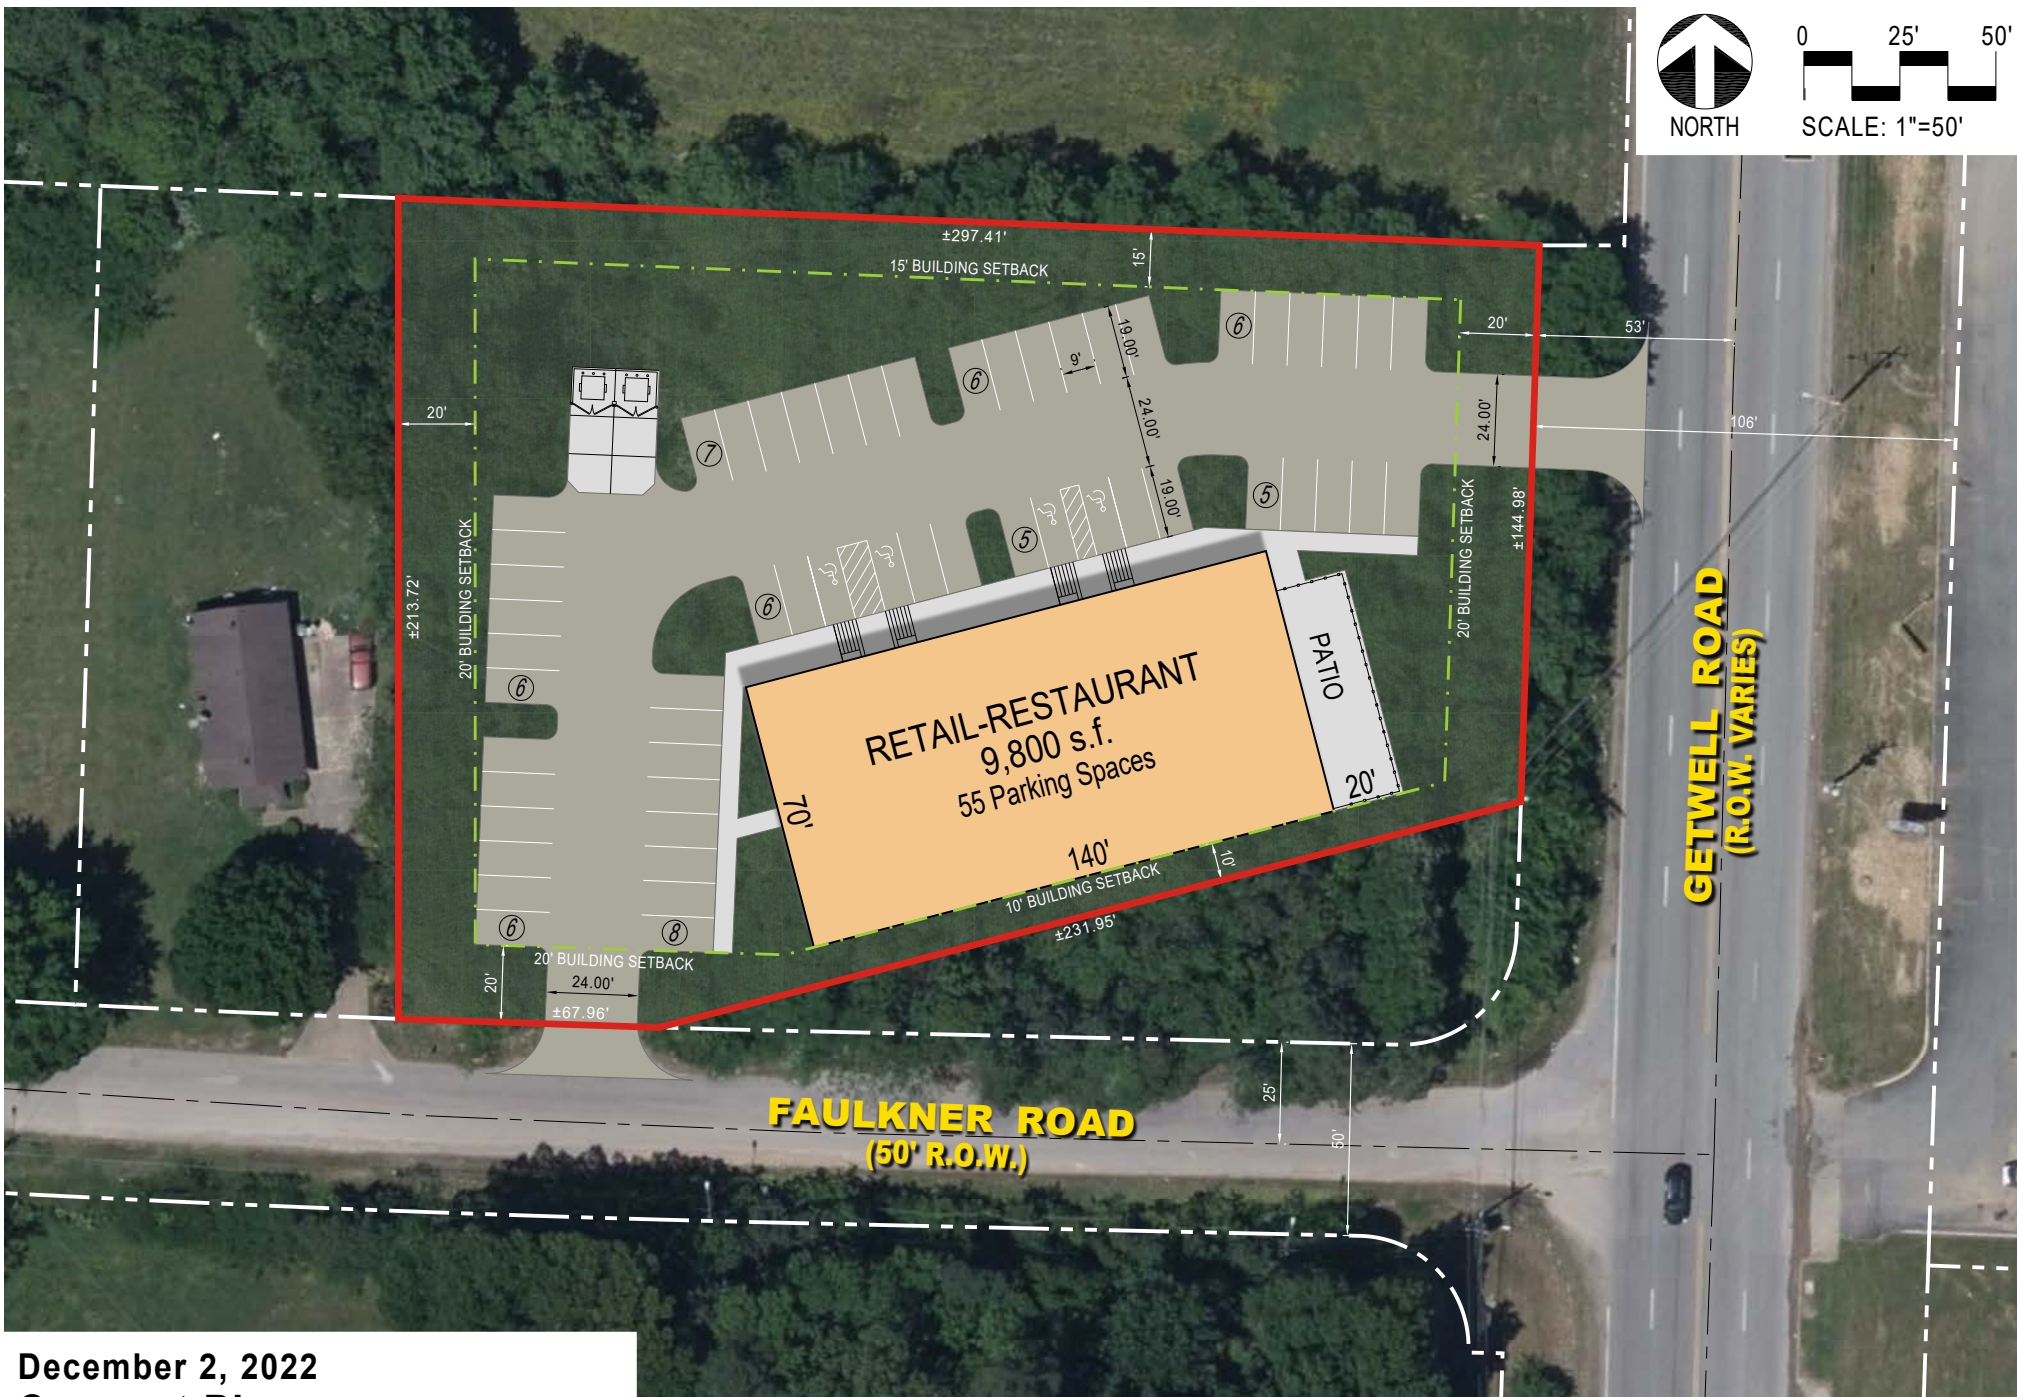 0 25' 50'
NORTH
SCALE: 1"=50'
±297.41'
15'
15' BUILDING SETBACK
6
19.00'
9'
6
20'
53'
20'
24.00'
24.00'
106'
7
19.00'
5
5
±144.98'
20' BUILDING SETBACK
20' BUILDING SETBACK
±213.72'
6
6
PATIO
RETAIL-RESTAURANT
9,800 s.f.
55 Parking Spaces
70'
140'
20'
GETWELL ROAD
(R.O.W. VARIES)
10' BUILDING SETBACK
10'
±231.95'
6
8
20' BUILDING SETBACK
20'
24.00'
±67.96'
25'
50'
FAULKNER ROAD
(50' R.O.W.)
December 2, 2022